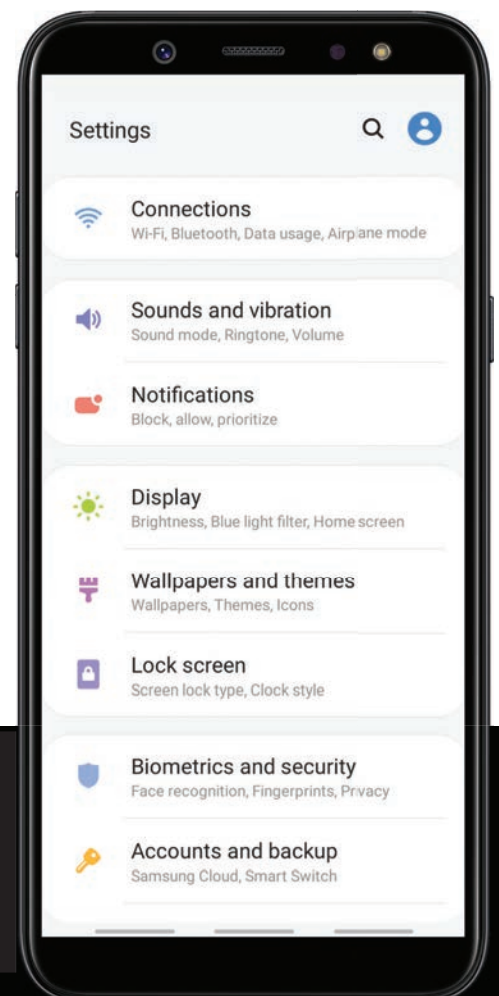 Settings
Connections
Wi-Fi, Bluetooth, Data usage, Airplane mode
Sounds and vibration
Sound mode, Ringtone, Volume
Notifications
Block, allow, prioritize
Display
Brightness, Blue light filter, Home screen
Wallpapers and themes
Wallpapers, Themes, Icons
Lock screen
Screen lock type, Clock style
Biometrics and security
Face recognition, Fingerprints, Privacy
Accounts and backup
Samsung Cloud, Smart Switch